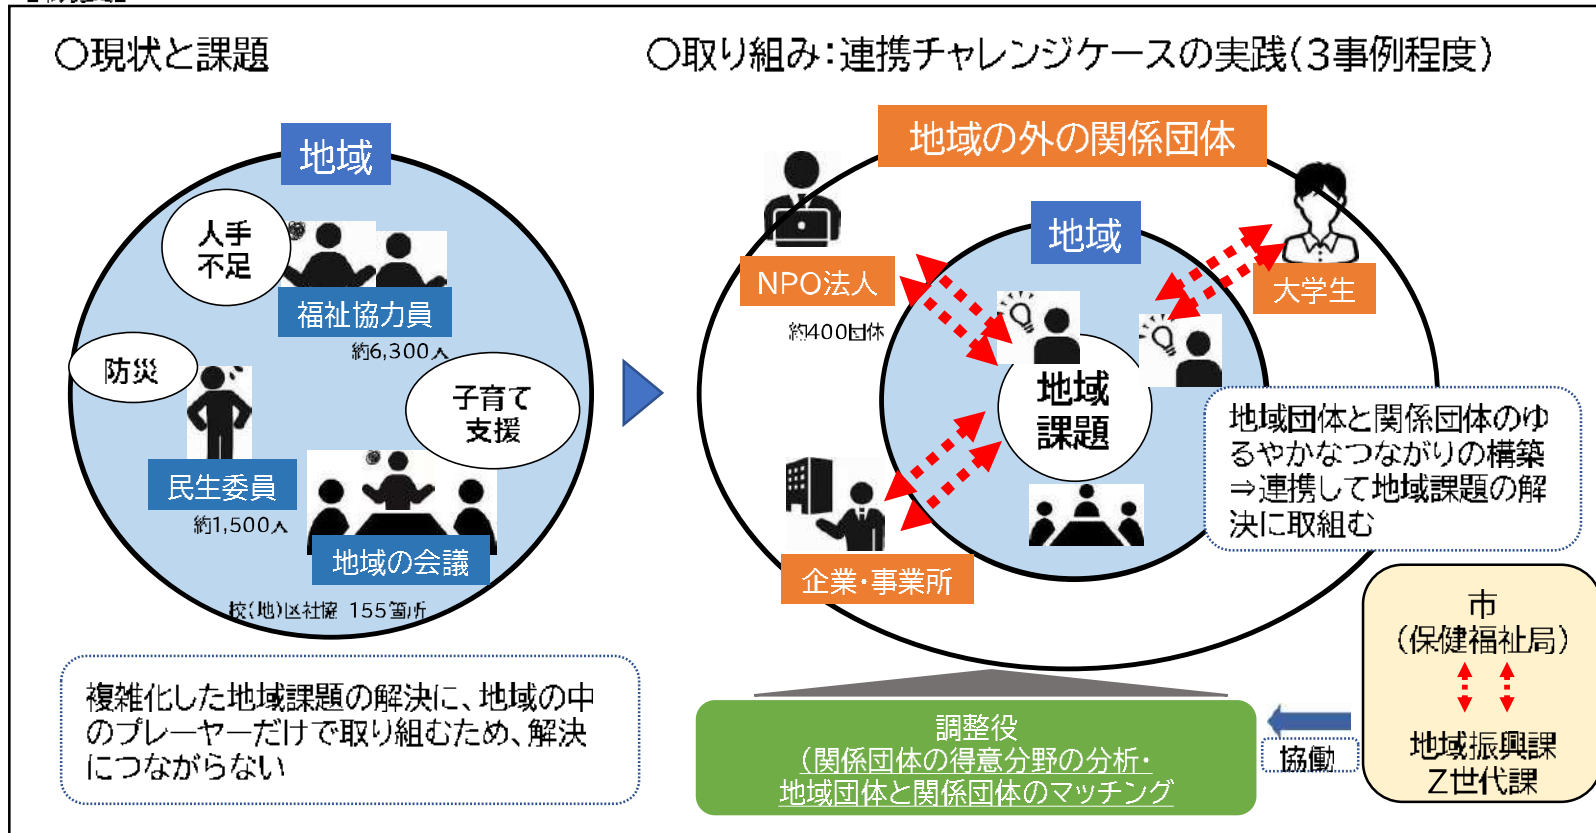 ○現状と課題
地域
人手
不足
福祉協力員
約6,300人
防災
子育て
支援
民生委員
約1,500人
地域の会議
校(地)区社協 155箇所
複雑化した地域課題の解決に、地域の中
のプレーヤーだけで取り組むため、解決
につながらない
○取り組み：連携チャレンジケースの実践(3事例程度)
地域の外の関係団体
地域
NPO法人
約400団体
大学生
地域
課題
企業・事業所
地域団体と関係団体のゆ
るやかなつながりの構築
⇒連携して地域課題の解
決に取組む
調整役
(関係団体の得意分野の分析・
地域団体と関係団体のマッチング
協働
市
(保健福祉局)
地域振興課
Z世代課